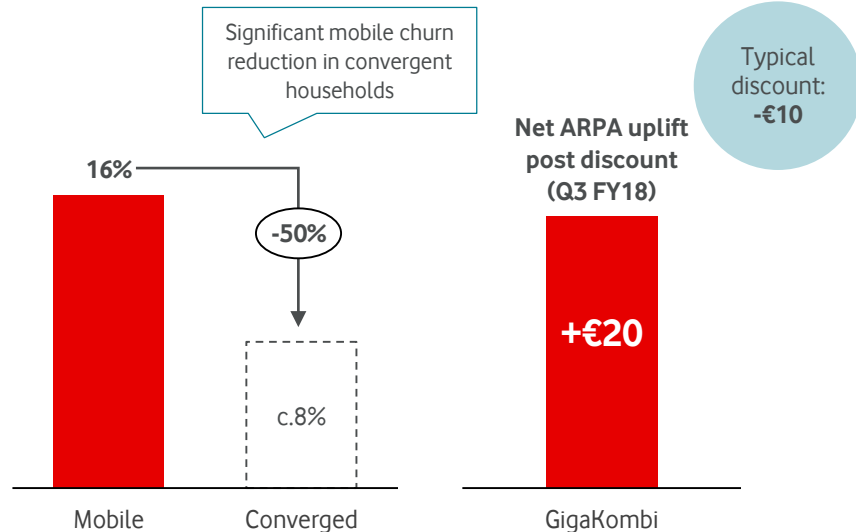 Significant mobile churn
reduction in convergent
households
Typical
discount:
-€10
Net ARPA uplift
post discount
(Q3 FY18)
16%
-50%
+€20
c.8%
Mobile
Converged
GigaKombi